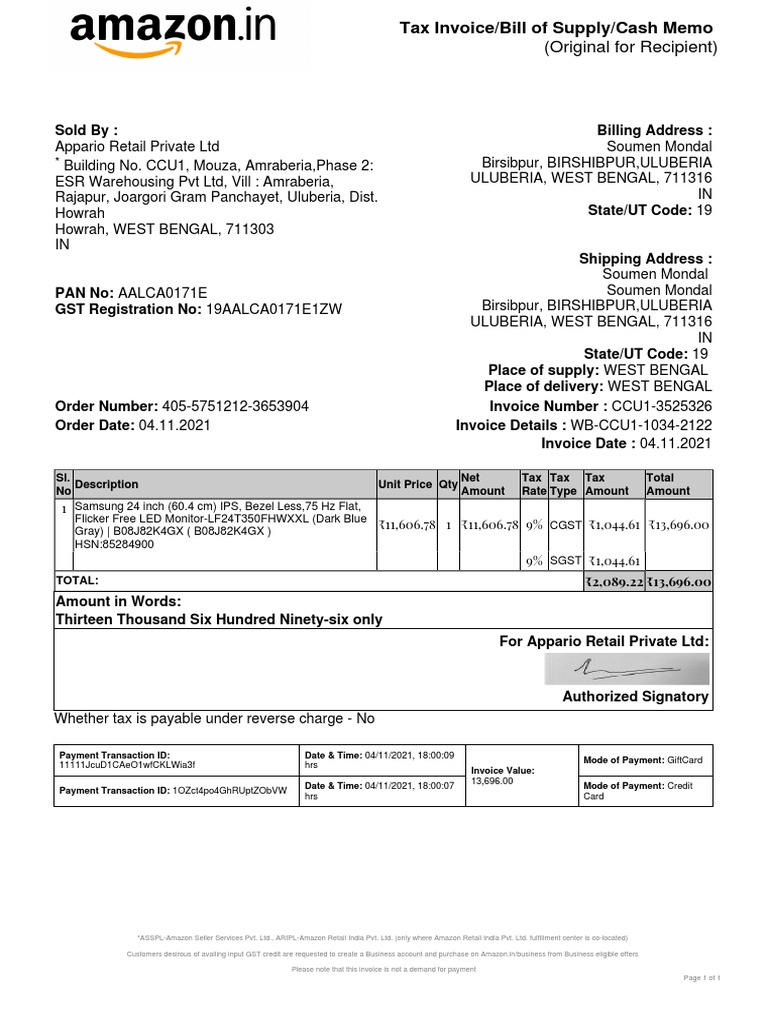 amazon.in
Tax Invoice/Bill of Supply/Cash Memo
(Original for Recipient)
Sold By :
Appario Retail Private Ltd
* Building No. CCU1, Mouza, Amraberia,Phase 2:
ESR Warehousing Pvt Ltd, Vill : Amraberia,
Rajapur, Joargori Gram Panchayet, Uluberia, Dist.
Howrah
Howrah, WEST BENGAL, 711303
IN
PAN No: AALCA0171E
GST Registration No: 19AALCA0171E1ZW
Billing Address :
Soumen Mondal
Birsibpur, BIRSHIBPUR,ULUBERIA
ULUBERIA, WEST BENGAL, 711316
IN
State/UT Code: 19
Shipping Address :
Soumen Mondal
Soumen Mondal
Birsibpur, BIRSHIBPUR,ULUBERIA
ULUBERIA, WEST BENGAL, 711316
IN
State/UT Code: 19
Place of supply: WEST BENGAL
Place of delivery: WEST BENGAL
Order Number: 405-5751212-3653904
Order Date: 04.11.2021
Invoice Number : CCU1-3525326
Invoice Details : WB-CCU1-1034-2122
Invoice Date : 04.11.2021
Sl. No Description Unit Price Qty Net Amount Tax Rate Tax Type Tax Amount Total Amount
1 Samsung 24 inch (60.4 cm) IPS, Bezel Less,75 Hz Flat,
Flicker Free LED Monitor-LF24T350FHWXXL (Dark Blue
Gray) | B08J82K4GX ( B08J82K4GX )
HSN:85284900
₹11,606.78 1 ₹11,606.78 9% CGST ₹1,044.61 ₹13,696.00
9% SGST ₹1,044.61
TOTAL: ₹2,089.22 ₹13,696.00
Amount in Words:
Thirteen Thousand Six Hundred Ninety-six only
For Appario Retail Private Ltd:
Authorized Signatory
Whether tax is payable under reverse charge - No
Payment Transaction ID:
11111JcuD1CAeO1wfCKLWia3f
Date & Time: 04/11/2021, 18:00:09
hrs
Invoice Value:
13,696.00
Mode of Payment: GiftCard
Payment Transaction ID: 1OZct4po4GhRUptZObVW
Date & Time: 04/11/2021, 18:00:07
hrs
Mode of Payment: Credit
Card
*ASSPL-Amazon Seller Services Pvt. Ltd., ARIPL-Amazon Retail India Pvt. Ltd. (only where Amazon Retail India Pvt. Ltd. fulfillment center is co-located)
Customers desirous of availing input GST credit are requested to create a Business account and purchase on Amazon.in/business from Business eligible offers
Please note that this invoice is not a demand for payment
Page 1 of 1